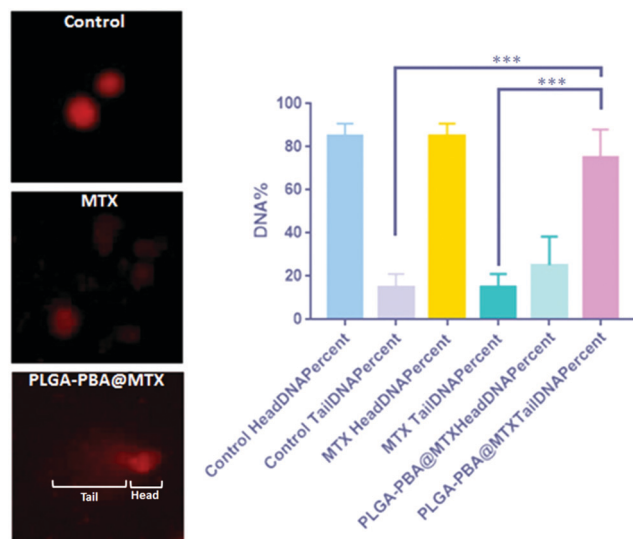 Control
MTX
PLGA-PBA@MTX
Tail
Head
***
***
DNA%
100
80
60
40
20
0
Control HeadDNAPercent
Control TailDNAPercent
MTX HeadDNAPercent
MTX TailDNAPercent
PLGA-PBA@MTXHeadDNAPercent
PLGA-PBA@MTXTailDNAPercent